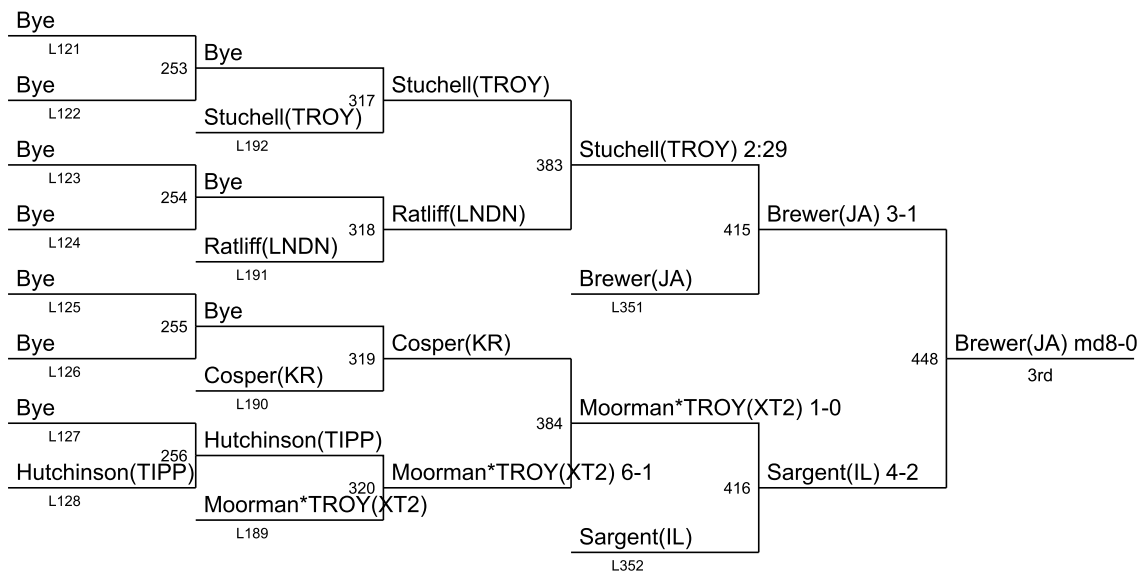 Bye
L121
253
Bye
Bye
L122
317
Stuchell(TROY)
Stuchell(TROY)
L192
Bye
L123
254
Bye
Bye
L124
318
Ratliff(LNDN)
Ratliff(LNDN)
L191
383
Stuchell(TROY) 2:29
415
Brewer(JA) 3-1
Brewer(JA)
L351
Bye
L125
255
Bye
Bye
L126
319
Cosper(KR)
Cosper(KR)
L190
Bye
L127
256
Hutchinson(TIPP)
Hutchinson(TIPP)
L128
320
Moorman*TROY(XT2) 6-1
Moorman*TROY(XT2)
L189
384
Moorman*TROY(XT2) 1-0
416
Sargent(IL) 4-2
Sargent(IL)
L352
448
Brewer(JA) md8-0
3rd